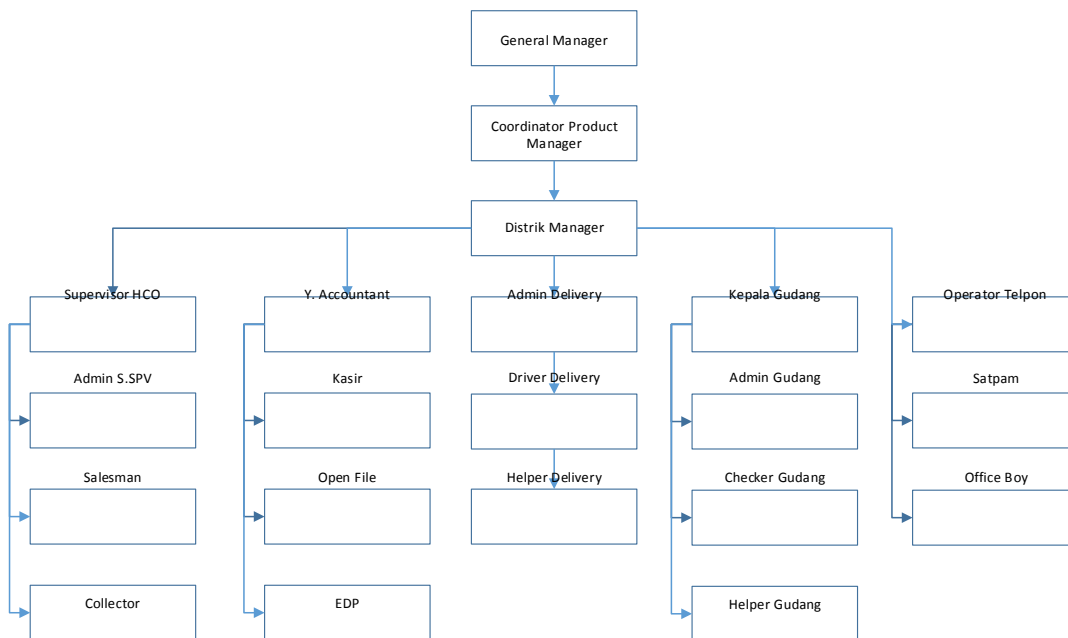 General Manager
Coordinator Product
Manager
Distrik Manager
Supervisor HCO
Y. Accountant
Admin Delivery
Kepala Gudang
Operator Telpon
Admin S.SPV
Kasir
Driver Delivery
Admin Gudang
Satpam
Salesman
Open File
Helper Delivery
Checker Gudang
Office Boy
Collector
EDP
Helper Gudang